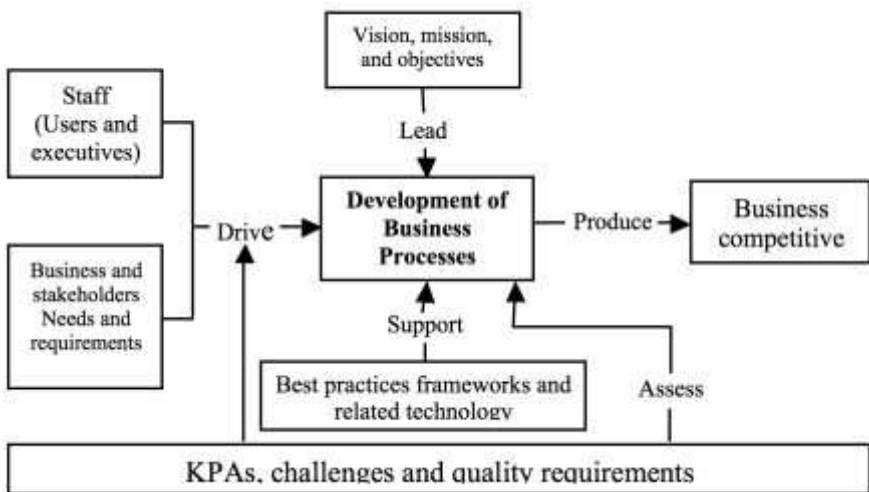 Vision, mission,
and objectives
Staff
(Users and
executives)
Lead
Development of
Business
Processes
Drive
Produce
Business
competitive
Business and
stakeholders
Needs and
requirements
Support
Best practices frameworks and
related technology
Assess
KPAs, challenges and quality requirements